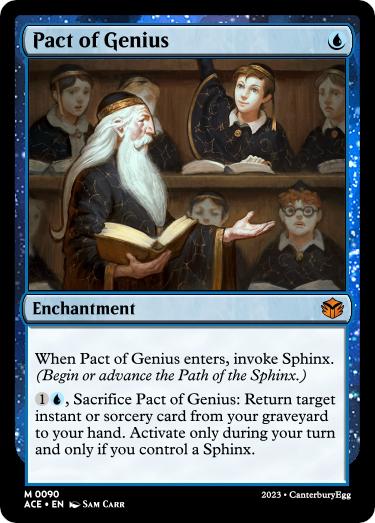 Pact of Genius
Enchantment
When Pact of Genius enters, invoke Sphinx.
(Begin or advance the Path of the Sphinx.)
1, Sacrifice Pact of Genius: Return target
instant or sorcery card from your graveyard
to your hand. Activate only during your turn
and only if you control a Sphinx.
M 0090
ACE • EN Sam Carr
2023 • CanterburyEgg